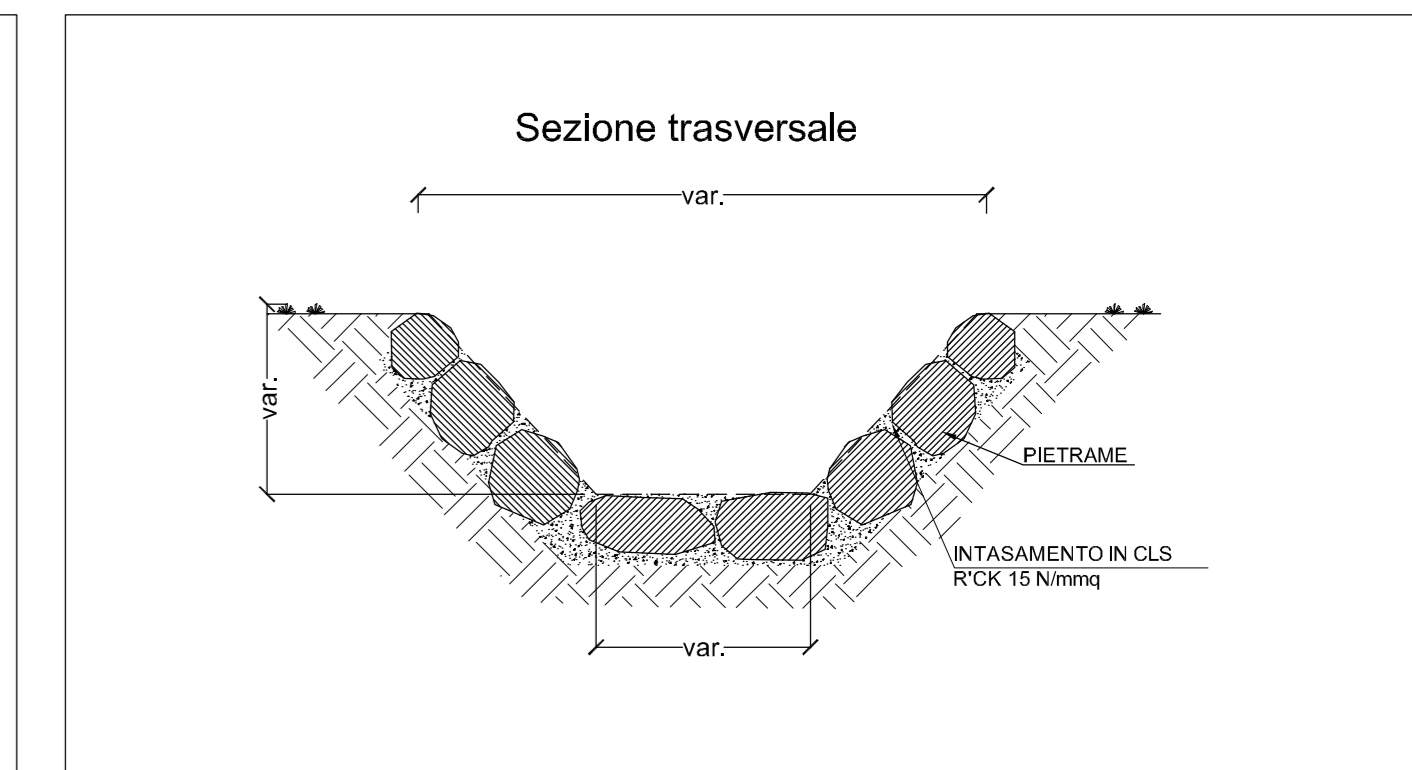 Sezione trasversale
var.
var.
PIETRAME
INTASAMENTO IN CLS
R'CK 15 N/mmq
var.